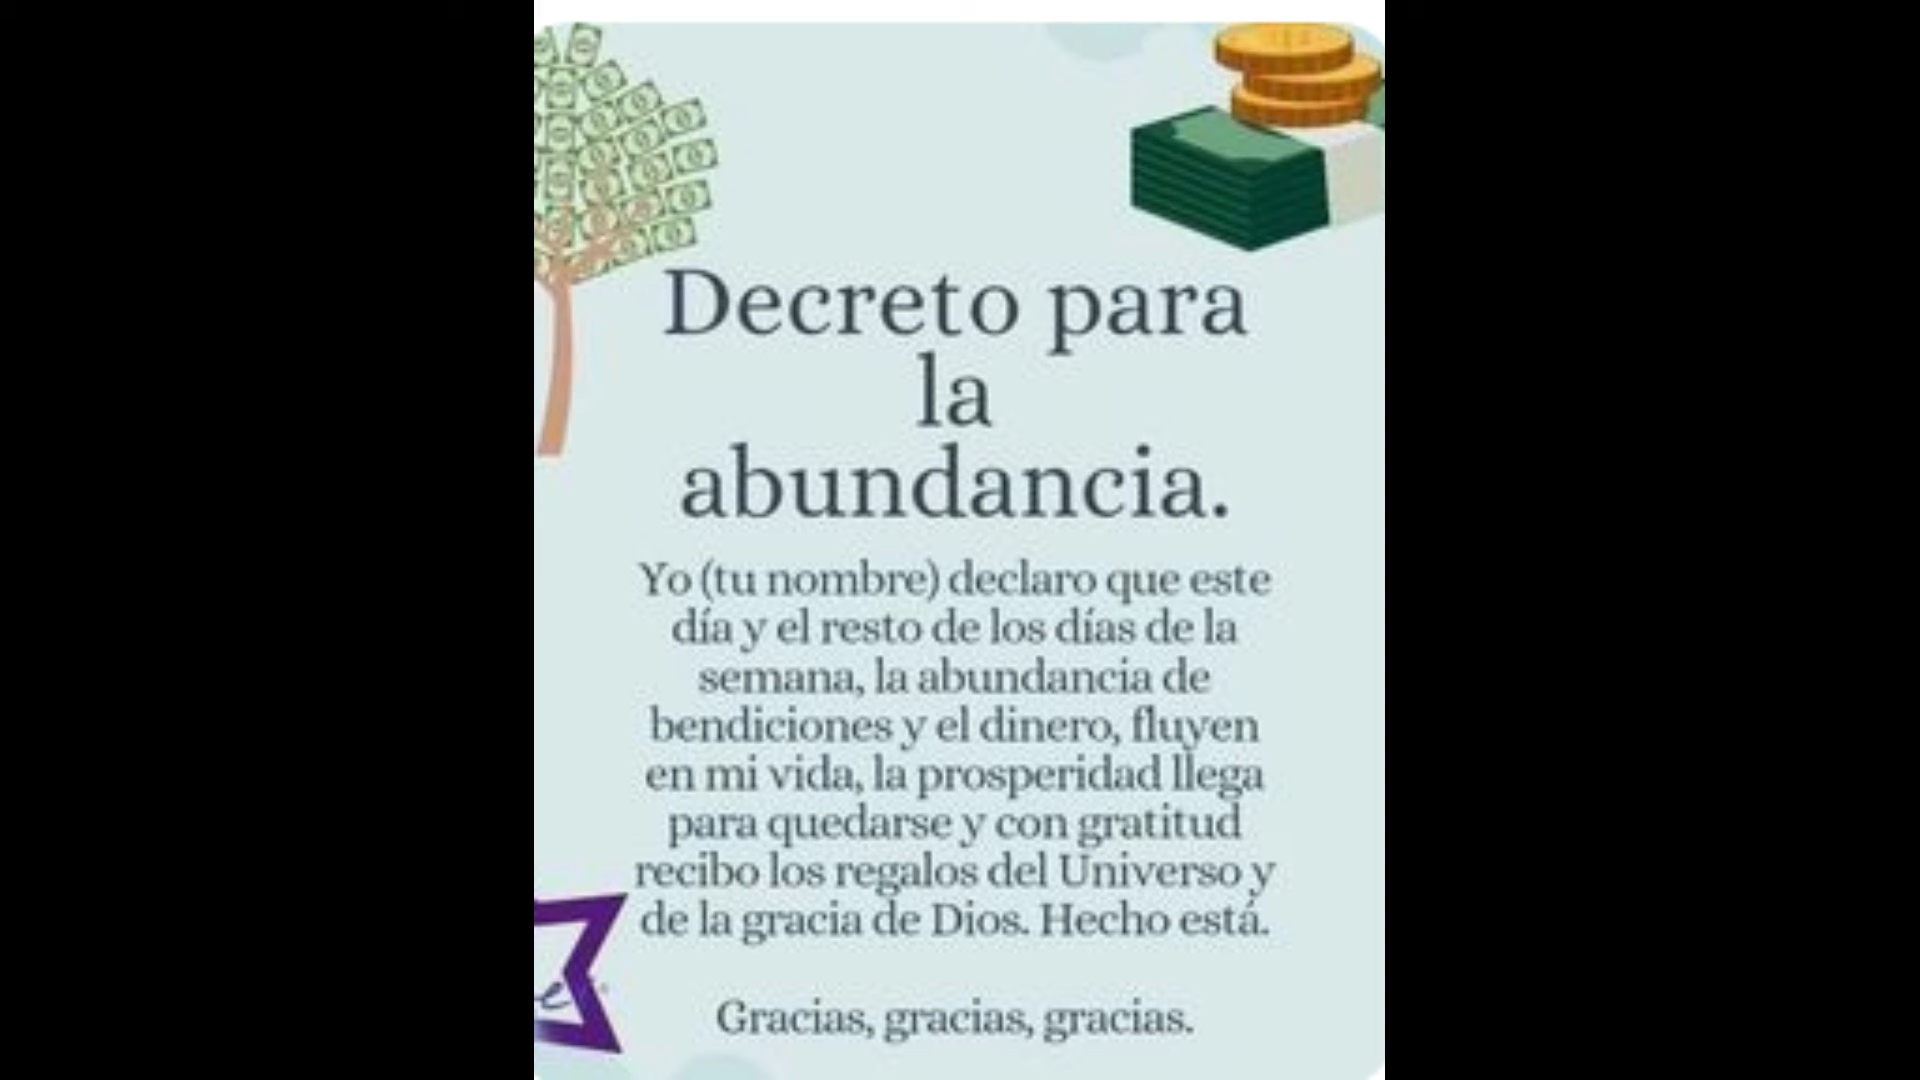 Decreto para
la
abundancia.
Yo (tu nombre) declaro que este
día y el resto de los días de la
semana, la abundancia de
bendiciones y el dinero, fluyen
en mi vida, la prosperidad llega
para quedarse y con gratitud
recibo los regalos del Universo y
de la gracia de Dios. Hecho está.
Gracias, gracias, gracias.